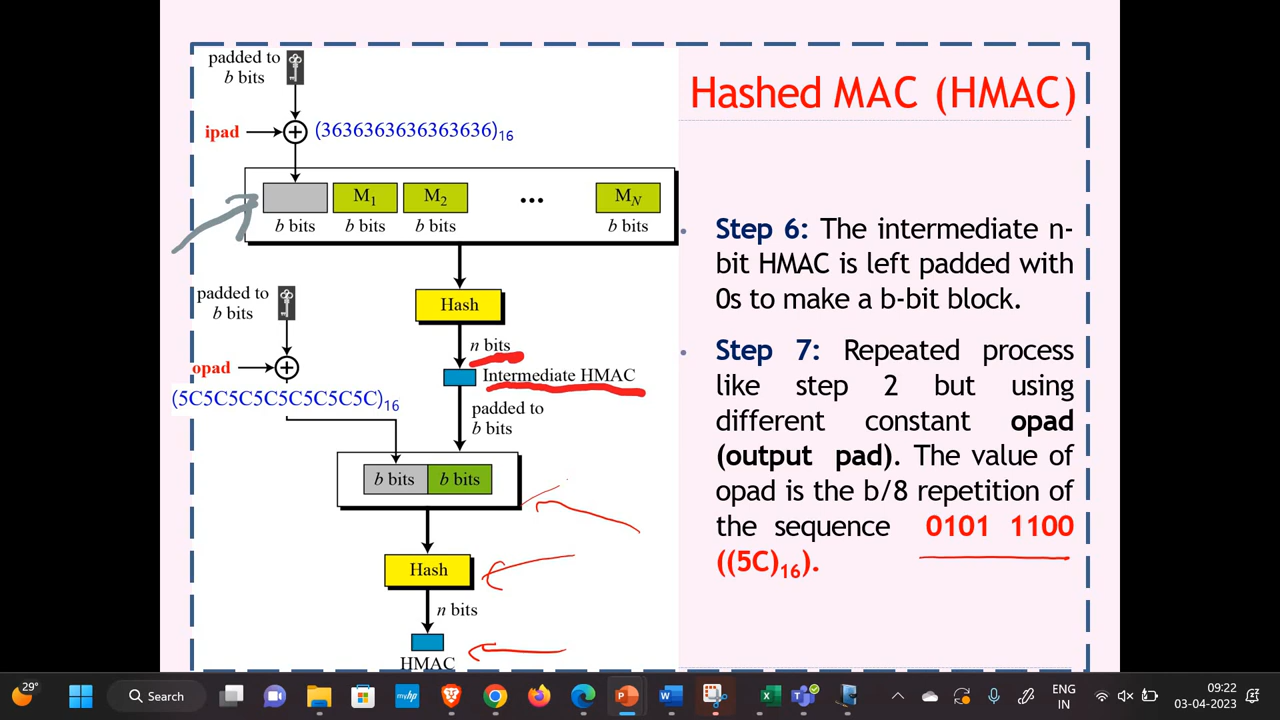 Hashed MAC (HMAC)
padded to
b bits
ipad
(3636363636363636)16
M1
M2
...
MN
b bits
b bits
b bits
b bits
Hash
n bits
Intermediate HMAC
padded to
b bits
padded to
b bits
opad
(5C5C5C5C5C5C5C5C)16
b bits
b bits
Hash
n bits
HMAC
• Step 6: The intermediate n-
bit HMAC is left padded with
0s to make a b-bit block.
• Step 7: Repeated process
like step 2 but using
different constant opad
(output pad). The value of
opad is the b/8 repetition of
the sequence 0101 1100
((5C)16).
29°
Search
myhp
ENG
IN
09:22
03-04-2023